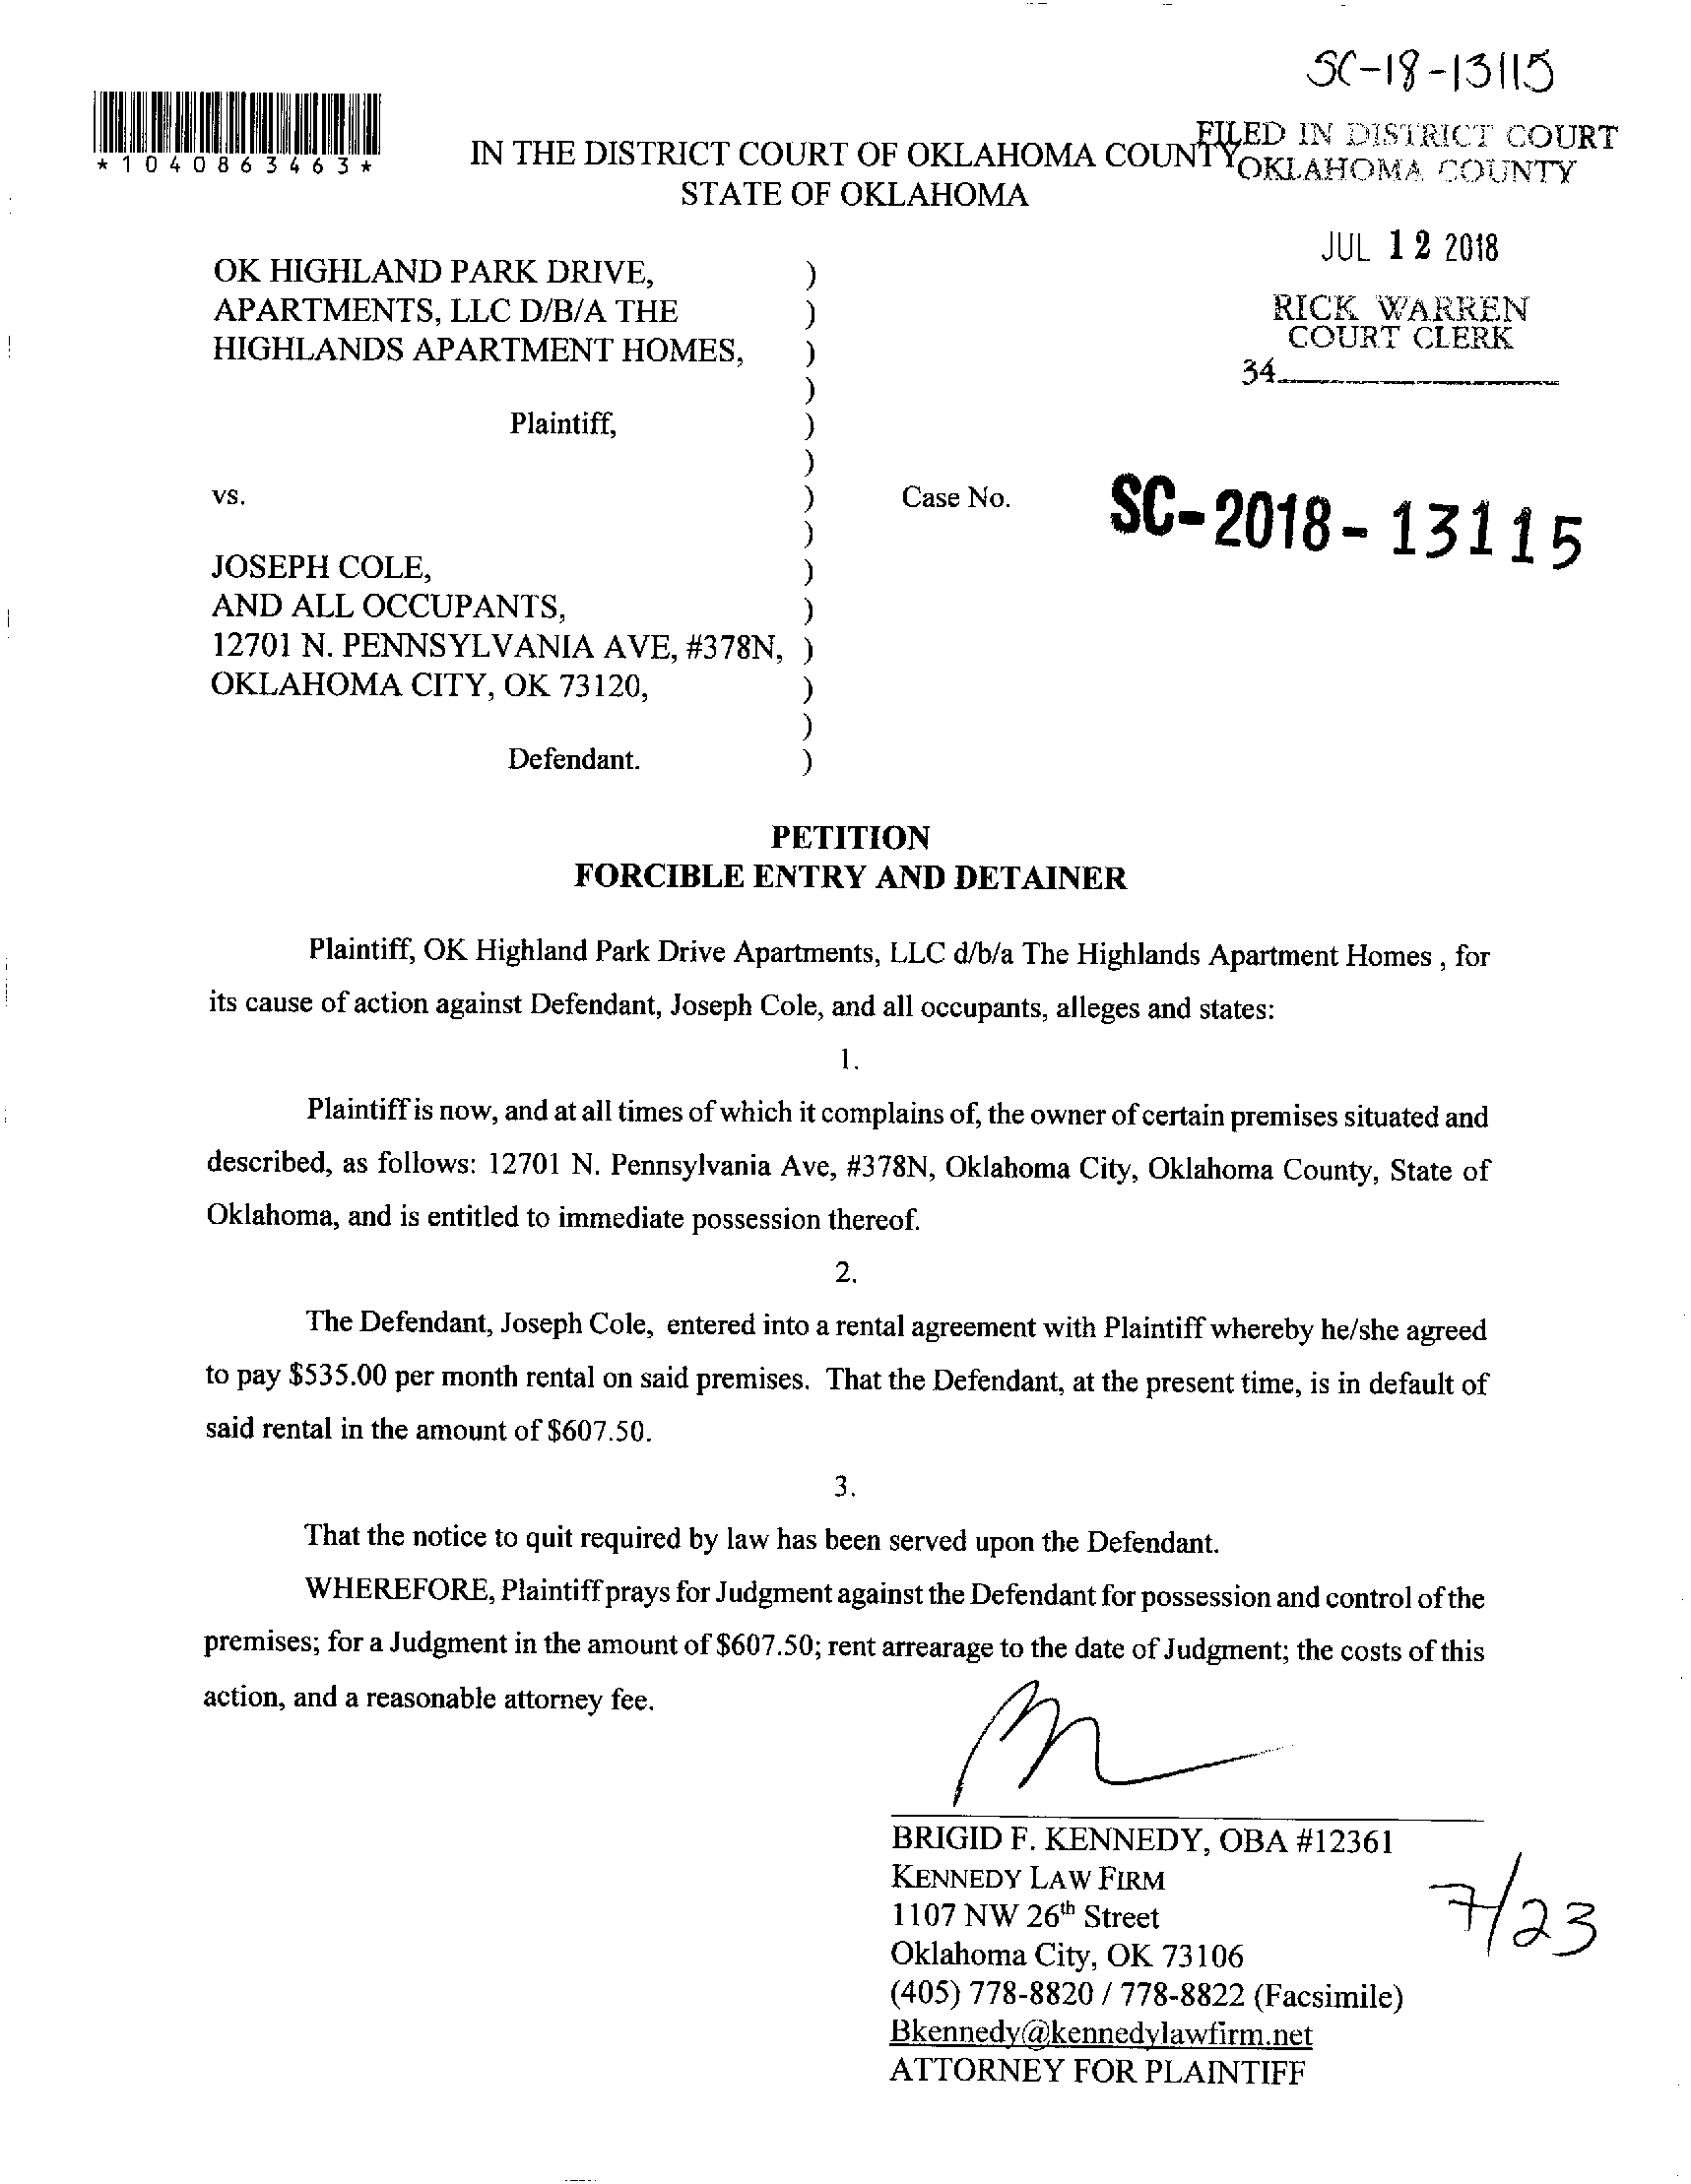 SC-18-13115
*1040863463*
IN THE DISTRICT COURT OF OKLAHOMA COUNTY
STATE OF OKLAHOMA
FILED IN DISTRICT COURT
OKLAHOMA COUNTY
JUL 12 2018
RICK WARREN
COURT CLERK
34
OK HIGHLAND PARK DRIVE, )
APARTMENTS, LLC D/B/A THE )
HIGHLANDS APARTMENT HOMES, )
)
Plaintiff, )
)
vs. ) Case No. SC-2018-13115
)
JOSEPH COLE, )
AND ALL OCCUPANTS, )
12701 N. PENNSYLVANIA AVE, #378N, )
OKLAHOMA CITY, OK 73120, )
)
Defendant. )
PETITION
FORCIBLE ENTRY AND DETAINER
Plaintiff, OK Highland Park Drive Apartments, LLC d/b/a The Highlands Apartment Homes , for
its cause of action against Defendant, Joseph Cole, and all occupants, alleges and states:
1.
Plaintiff is now, and at all times of which it complains of, the owner of certain premises situated and
described, as follows: 12701 N. Pennsylvania Ave, #378N, Oklahoma City, Oklahoma County, State of
Oklahoma, and is entitled to immediate possession thereof.
2.
The Defendant, Joseph Cole, entered into a rental agreement with Plaintiff whereby he/she agreed
to pay $535.00 per month rental on said premises. That the Defendant, at the present time, is in default of
said rental in the amount of $607.50.
3.
That the notice to quit required by law has been served upon the Defendant.
WHEREFORE, Plaintiff prays for Judgment against the Defendant for possession and control of the
premises; for a Judgment in the amount of $607.50; rent arrearage to the date of Judgment; the costs of this
action, and a reasonable attorney fee.
BRIGID F. KENNEDY, OBA #12361
KENNEDY LAW FIRM
1107 NW 26th Street
Oklahoma City, OK 73106
(405) 778-8820 / 778-8822 (Facsimile)
Bkennedy@kennedylawfirm.net
ATTORNEY FOR PLAINTIFF
7/23